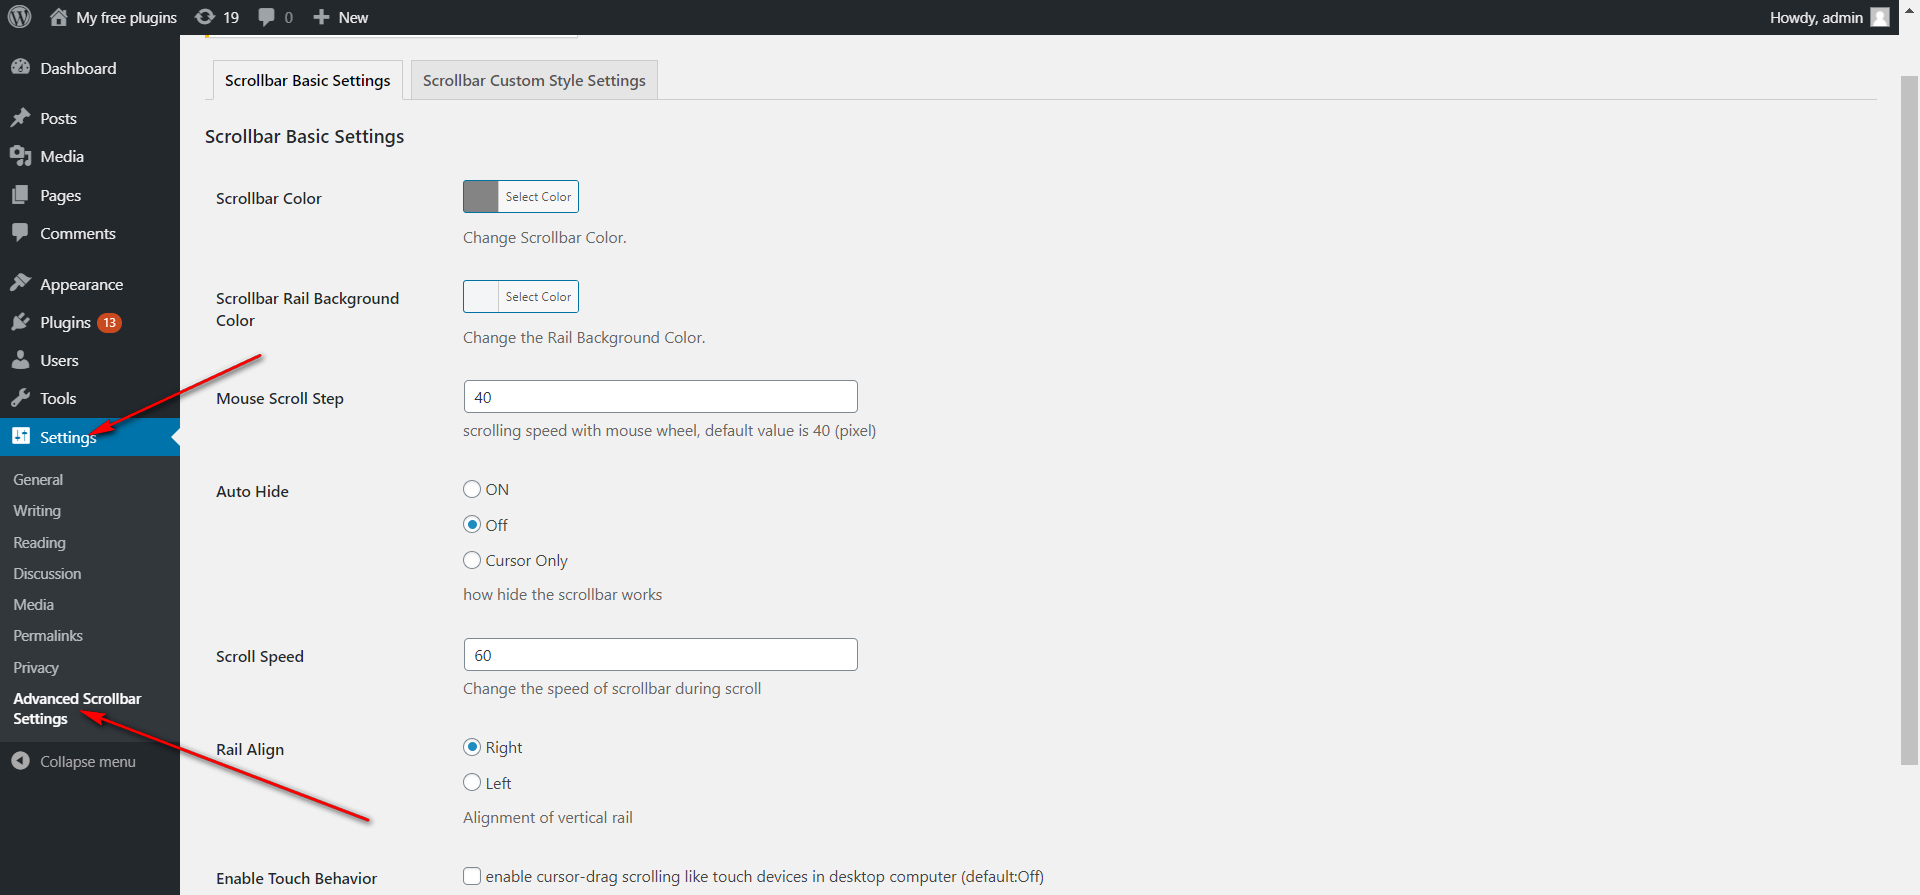 My free plugins 19 0 New Howdy, admin
Dashboard
Posts
Media
Pages
Comments
Appearance
Plugins 13
Users
Tools
Settings
General
Writing
Reading
Discussion
Media
Permalinks
Privacy
Advanced Scrollbar
Settings
Collapse menu
Scrollbar Basic Settings Scrollbar Custom Style Settings
Scrollbar Basic Settings
Scrollbar Color Select Color
Change Scrollbar Color.
Scrollbar Rail Background
Color
Select Color
Change the Rail Background Color.
Mouse Scroll Step 40
scrolling speed with mouse wheel, default value is 40 (pixel)
Auto Hide ON
Off
Cursor Only
how hide the scrollbar works
Scroll Speed 60
Change the speed of scrollbar during scroll
Rail Align Right
Left
Alignment of vertical rail
Enable Touch Behavior enable cursor-drag scrolling like touch devices in desktop computer (default:Off)